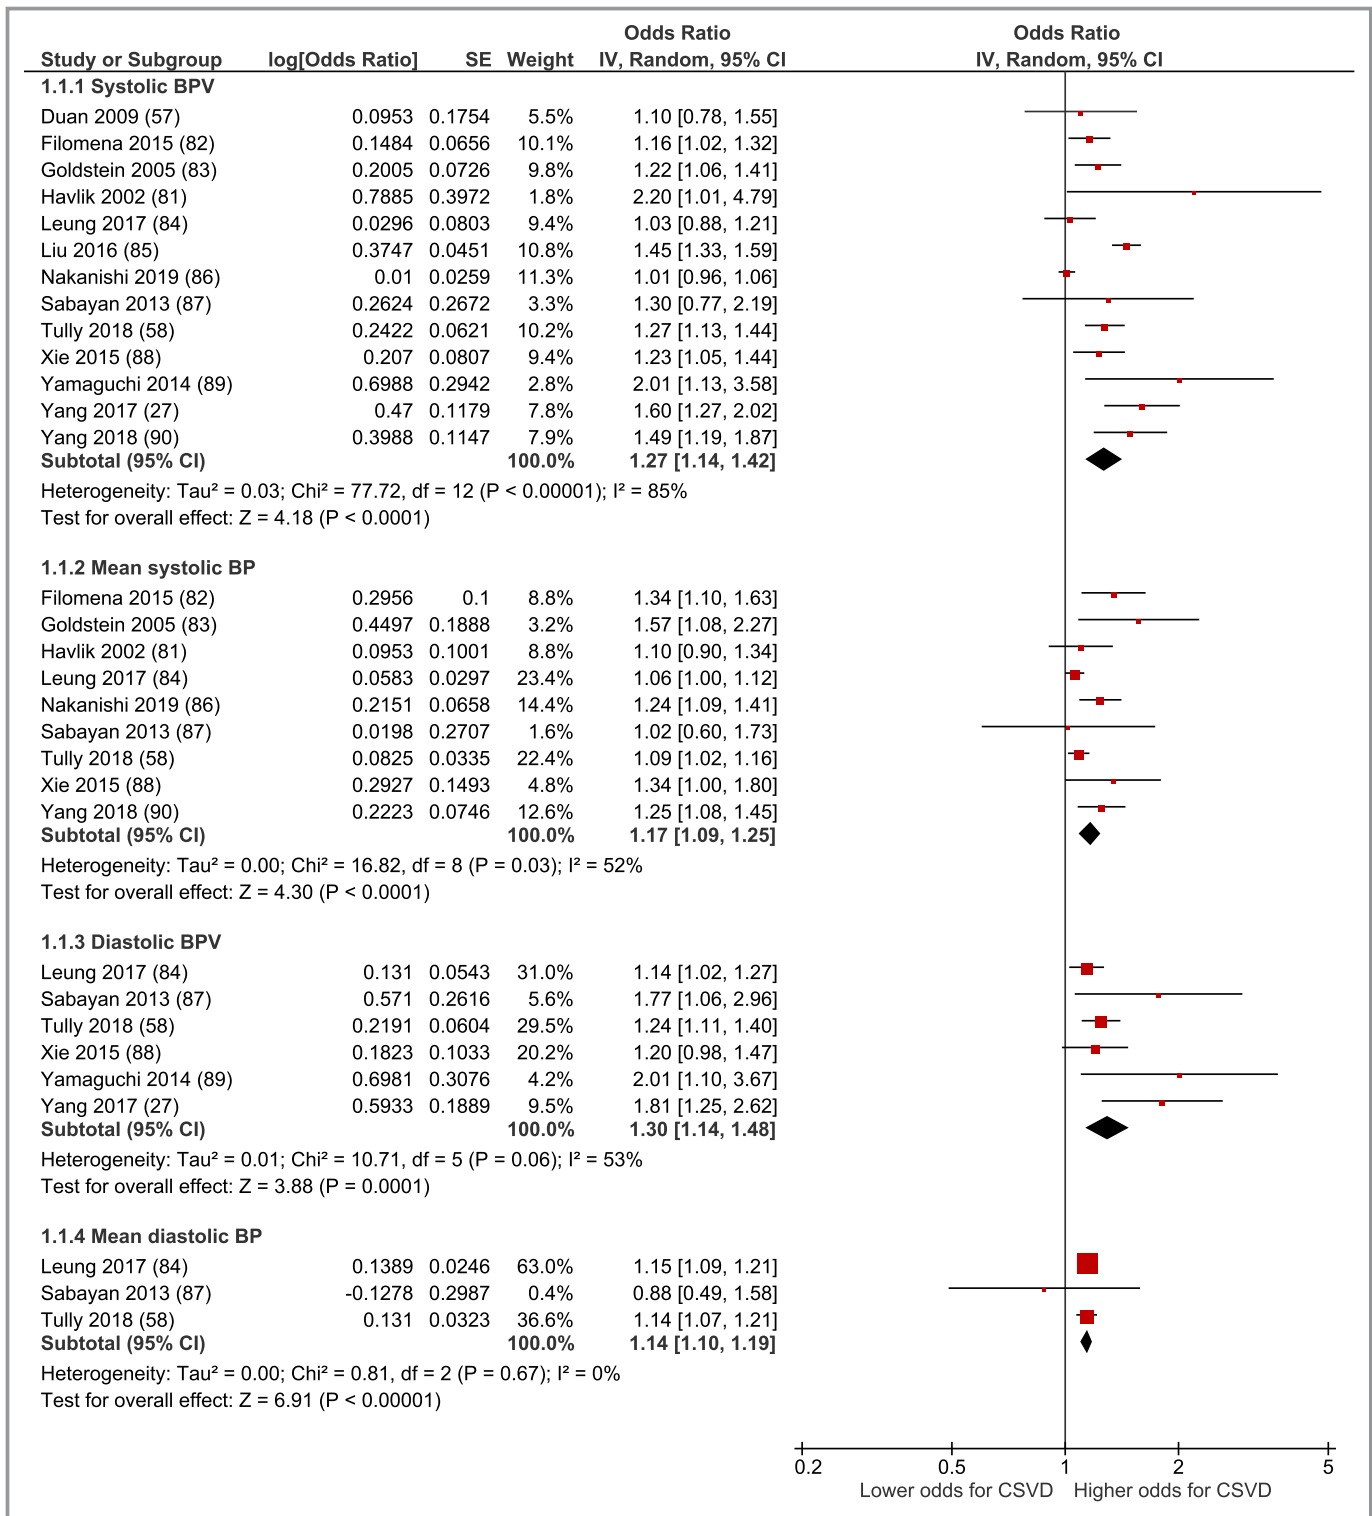 Odds Ratio Odds Ratio
Study or Subgroup log[Odds Ratio] SE Weight IV, Random, 95% CI IV, Random, 95% CI
1.1.1 Systolic BPV
Duan 2009 (57) 0.0953 0.1754 5.5% 1.10 [0.78, 1.55]
Filomena 2015 (82) 0.1484 0.0656 10.1% 1.16 [1.02, 1.32]
Goldstein 2005 (83) 0.2005 0.0726 9.8% 1.22 [1.06, 1.41]
Havlik 2002 (81) 0.7885 0.3972 1.8% 2.20 [1.01, 4.79]
Leung 2017 (84) 0.0296 0.0803 9.4% 1.03 [0.88, 1.21]
Liu 2016 (85) 0.3747 0.0451 10.8% 1.45 [1.33, 1.59]
Nakanishi 2019 (86) 0.01 0.0259 11.3% 1.01 [0.96, 1.06]
Sabayan 2013 (87) 0.2624 0.2672 3.3% 1.30 [0.77, 2.19]
Tully 2018 (58) 0.2422 0.0621 10.2% 1.27 [1.13, 1.44]
Xie 2015 (88) 0.207 0.0807 9.4% 1.23 [1.05, 1.44]
Yamaguchi 2014 (89) 0.6988 0.2942 2.8% 2.01 [1.13, 3.58]
Yang 2017 (27) 0.47 0.1179 7.8% 1.60 [1.27, 2.02]
Yang 2018 (90) 0.3988 0.1147 7.9% 1.49 [1.19, 1.87]
Subtotal (95% CI) 100.0% 1.27 [1.14, 1.42]
Heterogeneity: Tau² = 0.03; Chi² = 77.72, df = 12 (P < 0.00001); I² = 85%
Test for overall effect: Z = 4.18 (P < 0.0001)
1.1.2 Mean systolic BP
Filomena 2015 (82) 0.2956 0.1 8.8% 1.34 [1.10, 1.63]
Goldstein 2005 (83) 0.4497 0.1888 3.2% 1.57 [1.08, 2.27]
Havlik 2002 (81) 0.0953 0.1001 8.8% 1.10 [0.90, 1.34]
Leung 2017 (84) 0.0583 0.0297 23.4% 1.06 [1.00, 1.12]
Nakanishi 2019 (86) 0.2151 0.0658 14.4% 1.24 [1.09, 1.41]
Sabayan 2013 (87) 0.0198 0.2707 1.6% 1.02 [0.60, 1.73]
Tully 2018 (58) 0.0825 0.0335 22.4% 1.09 [1.02, 1.16]
Xie 2015 (88) 0.2927 0.1493 4.8% 1.34 [1.00, 1.80]
Yang 2018 (90) 0.2223 0.0746 12.6% 1.25 [1.08, 1.45]
Subtotal (95% CI) 100.0% 1.17 [1.09, 1.25]
Heterogeneity: Tau² = 0.00; Chi² = 16.82, df = 8 (P = 0.03); I² = 52%
Test for overall effect: Z = 4.30 (P < 0.0001)
1.1.3 Diastolic BPV
Leung 2017 (84) 0.131 0.0543 31.0% 1.14 [1.02, 1.27]
Sabayan 2013 (87) 0.571 0.2616 5.6% 1.77 [1.06, 2.96]
Tully 2018 (58) 0.2191 0.0604 29.5% 1.24 [1.11, 1.40]
Xie 2015 (88) 0.1823 0.1033 20.2% 1.20 [0.98, 1.47]
Yamaguchi 2014 (89) 0.6981 0.3076 4.2% 2.01 [1.10, 3.67]
Yang 2017 (27) 0.5933 0.1889 9.5% 1.81 [1.25, 2.62]
Subtotal (95% CI) 100.0% 1.30 [1.14, 1.48]
Heterogeneity: Tau² = 0.01; Chi² = 10.71, df = 5 (P = 0.06); I² = 53%
Test for overall effect: Z = 3.88 (P = 0.0001)
1.1.4 Mean diastolic BP
Leung 2017 (84) 0.1389 0.0246 63.0% 1.15 [1.09, 1.21]
Sabayan 2013 (87) -0.1278 0.2987 0.4% 0.88 [0.49, 1.58]
Tully 2018 (58) 0.131 0.0323 36.6% 1.14 [1.07, 1.21]
Subtotal (95% CI) 100.0% 1.14 [1.10, 1.19]
Heterogeneity: Tau² = 0.00; Chi² = 0.81, df = 2 (P = 0.67); I² = 0%
Test for overall effect: Z = 6.91 (P < 0.00001)
0.2 0.5 1 2 5
Lower odds for CSVD Higher odds for CSVD